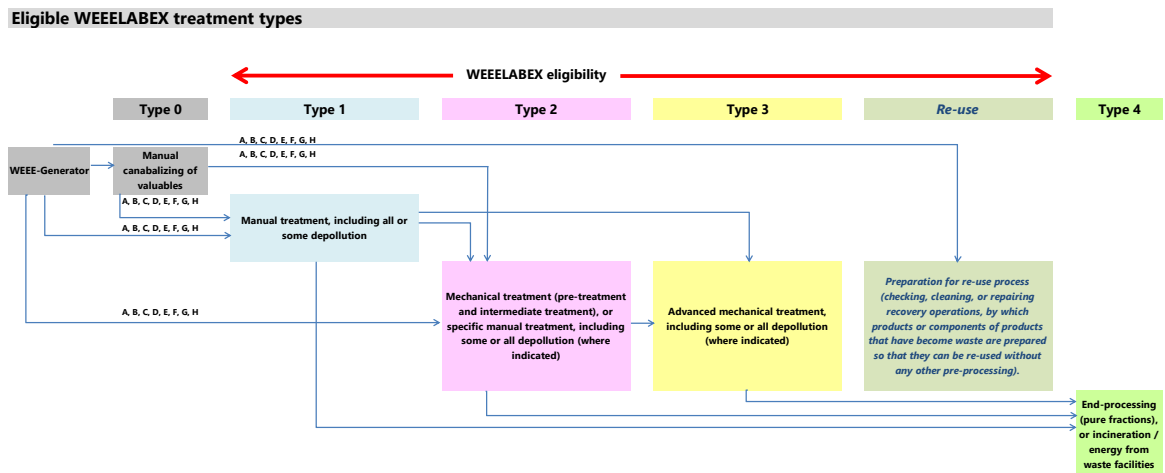 Eligible WEEELABEX treatment types
WEEELABEX eligibility
Type 0
Type 1
Type 2
Type 3
Re-use
Type 4
A, B, C, D, E, F, G, H
A, B, C, D, E, F, G, H
WEEE-Generator
Manual
canabalizing of
valuables
A, B, C, D, E, F, G, H
A, B, C, D, E, F, G, H
Manual treatment, including all or
some depollution
A, B, C, D, E, F, G, H
Mechanical treatment (pre-treatment
and intermediate treatment), or
specific manual treatment, including
some or all depollution (where
indicated)
Advanced mechanical treatment,
including some or all depollution
(where indicated)
Preparation for re-use process
(checking, cleaning, or repairing
recovery operations, by which
products or components of products
that have become waste are prepared
so that they can be re-used without
any other pre-processing).
End-processing
(pure fractions),
or incineration /
energy from
waste facilities